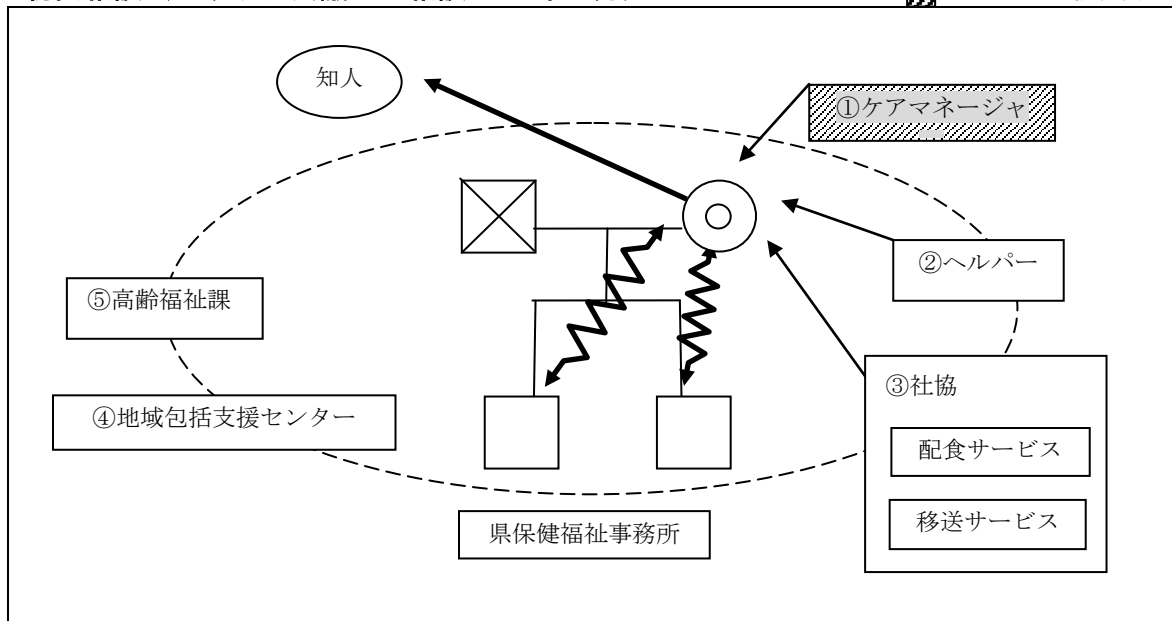 知人
①ケアマネージャ
②ヘルパー
⑤高齢福祉課
③社協
④地域包括支援センター
配食サービス
移送サービス
県保健福祉事務所